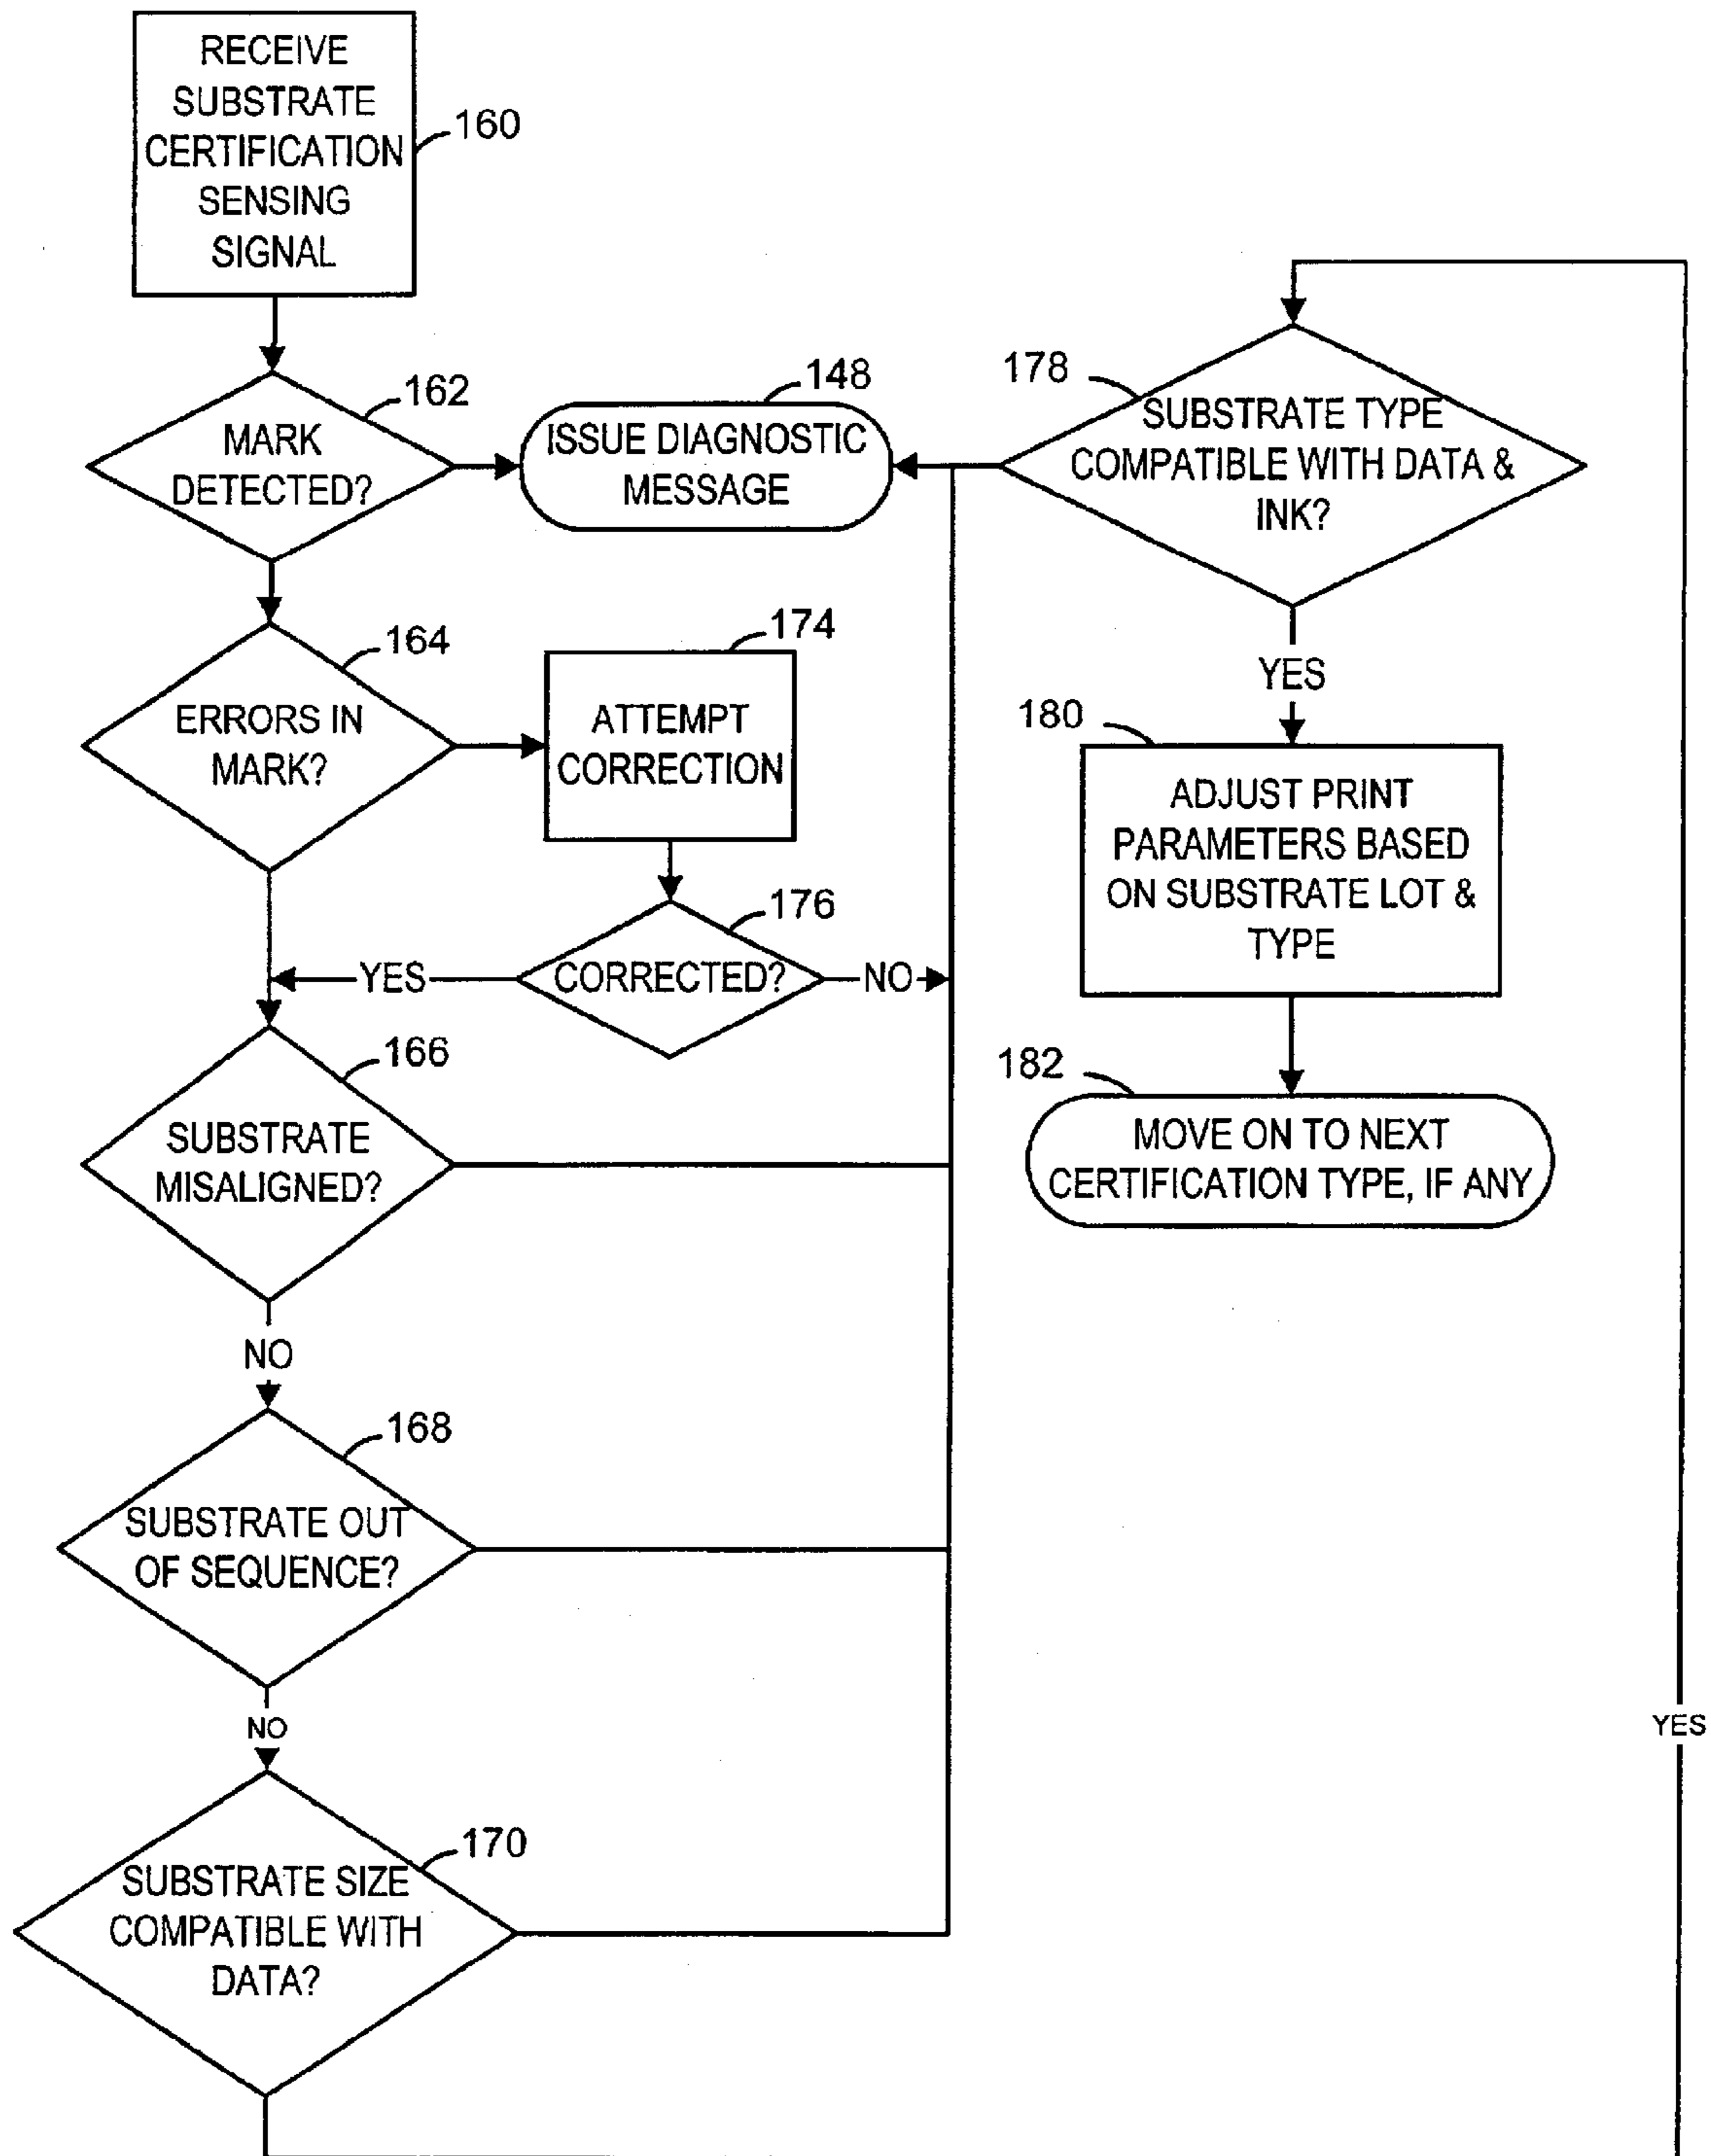 RECEIVE
SUBSTRATE
CERTIFICATION
SENSING
SIGNAL
160
MARK
DETECTED?
162
ISSUE DIAGNOSTIC
MESSAGE
148
ERRORS IN
MARK?
164
ATTEMPT
CORRECTION
174
CORRECTED?
176
YES
NO
SUBSTRATE
MISALIGNED?
166
NO
SUBSTRATE OUT
OF SEQUENCE?
168
NO
SUBSTRATE SIZE
COMPATIBLE WITH
DATA?
170
YES
178
SUBSTRATE TYPE
COMPATIBLE WITH DATA &
INK?
YES
180
ADJUST PRINT
PARAMETERS BASED
ON SUBSTRATE LOT &
TYPE
182
MOVE ON TO NEXT
CERTIFICATION TYPE, IF ANY